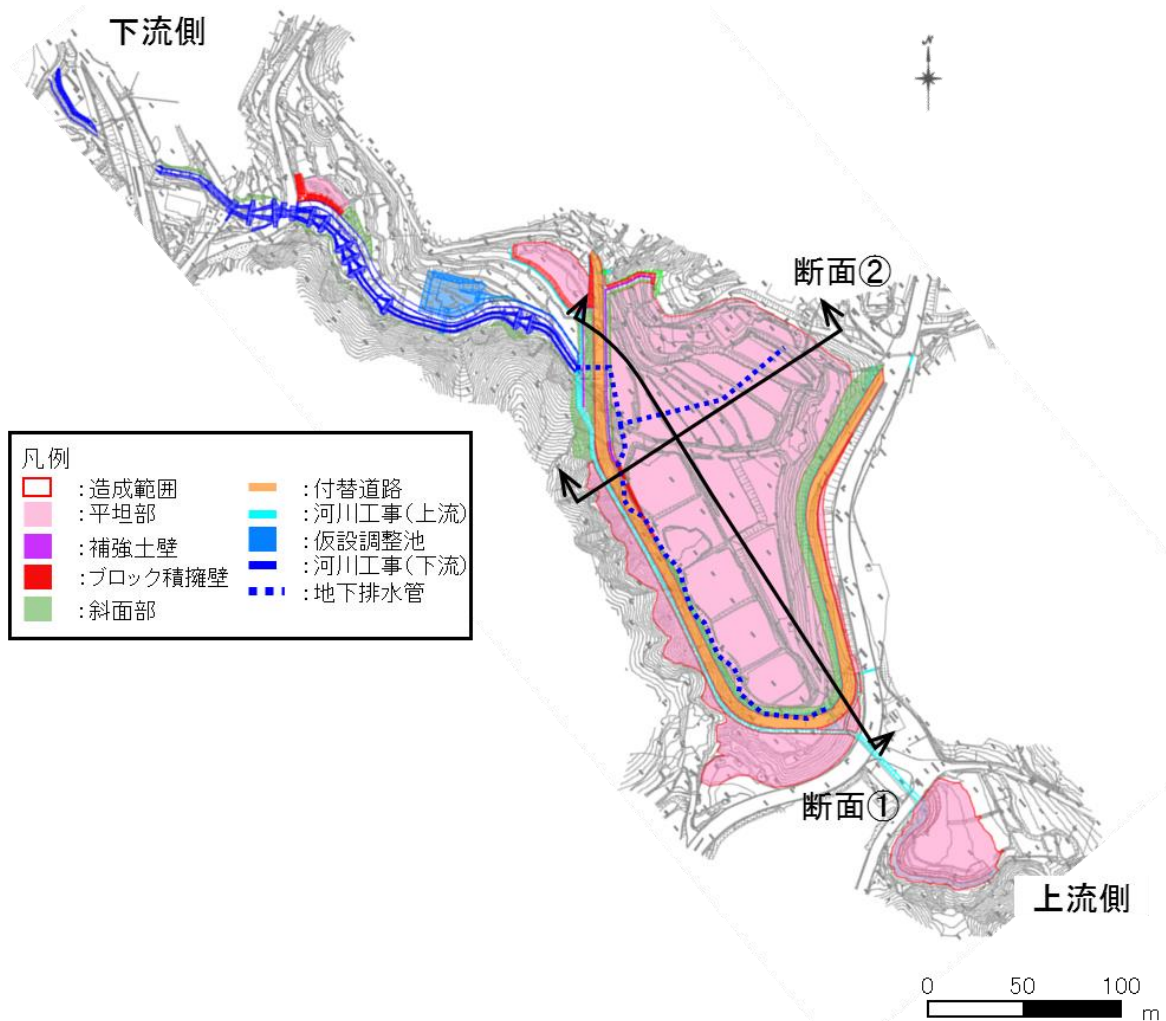 下流側
N
断面②
凡例
:造成範囲
:平坦部
:補強土壁
:ブロック積擁壁
:斜面部
:付替道路
:河川工事(上流)
:仮設調整池
:河川工事(下流)
:地下排水管
断面①
上流側
0 50 100
m